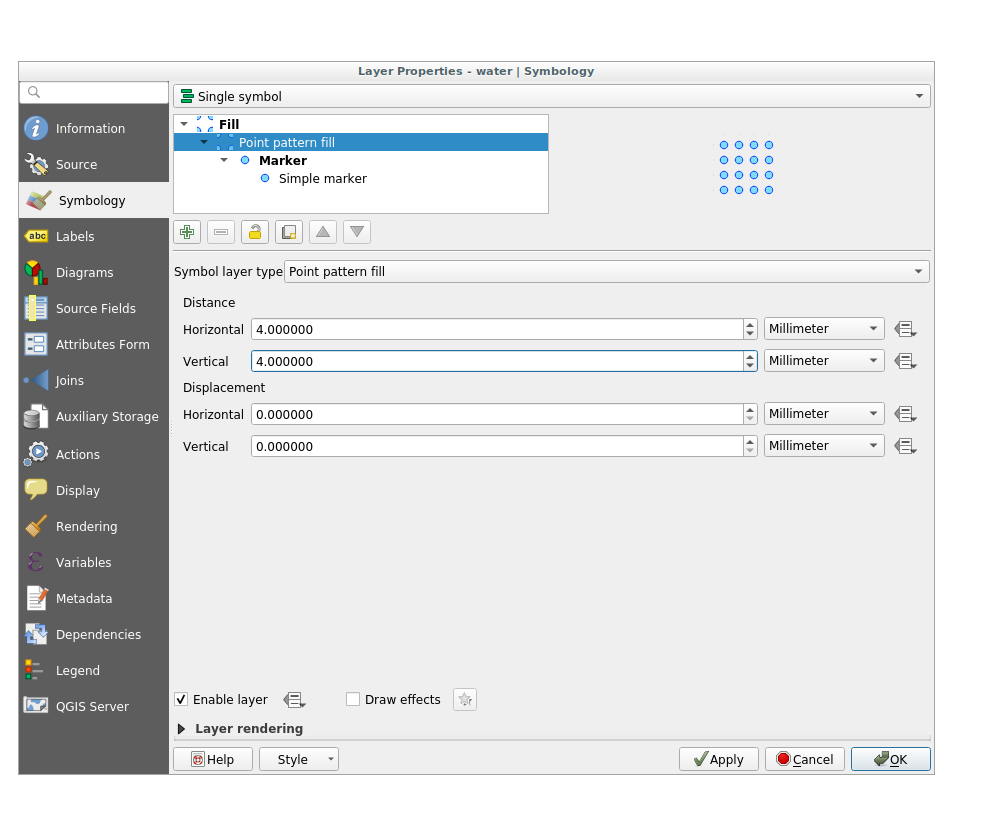 Layer Properties - water | Symbology
Single symbol
Information
Source
Symbology
abc Labels
Diagrams
Source Fields
Attributes Form
Joins
Auxiliary Storage
Actions
Display
Rendering
Variables
Metadata
Dependencies
Legend
QGIS Server
Fill
Point pattern fill
Marker
Simple marker
Symbol layer type Point pattern fill
Distance
Horizontal 4.000000 Millimeter
Vertical 4.000000 Millimeter
Displacement
Horizontal 0.000000 Millimeter
Vertical 0.000000 Millimeter
Enable layer Draw effects
Layer rendering
Help Style Apply Cancel OK